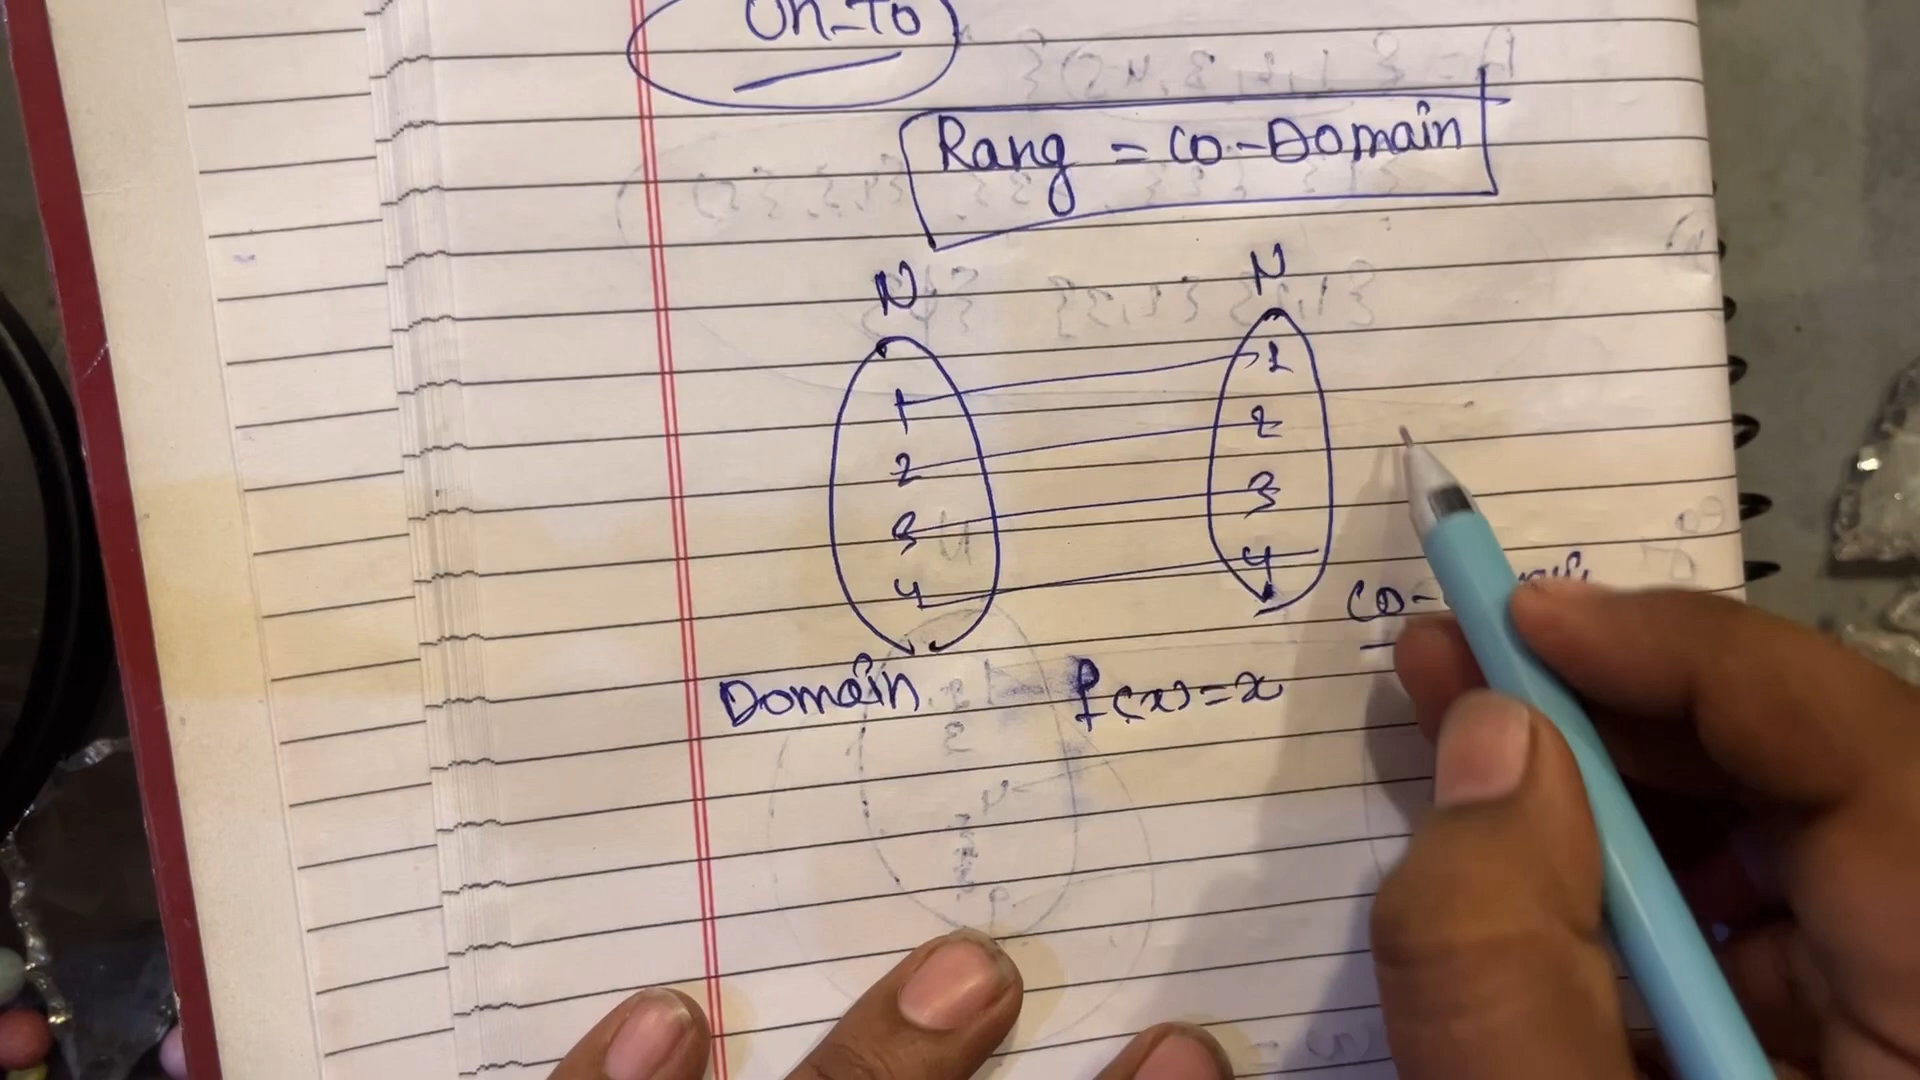 On-To
Rang = Co-Domain
N N
1 1
2 2
3 3
4 4
Domain f(x)=x